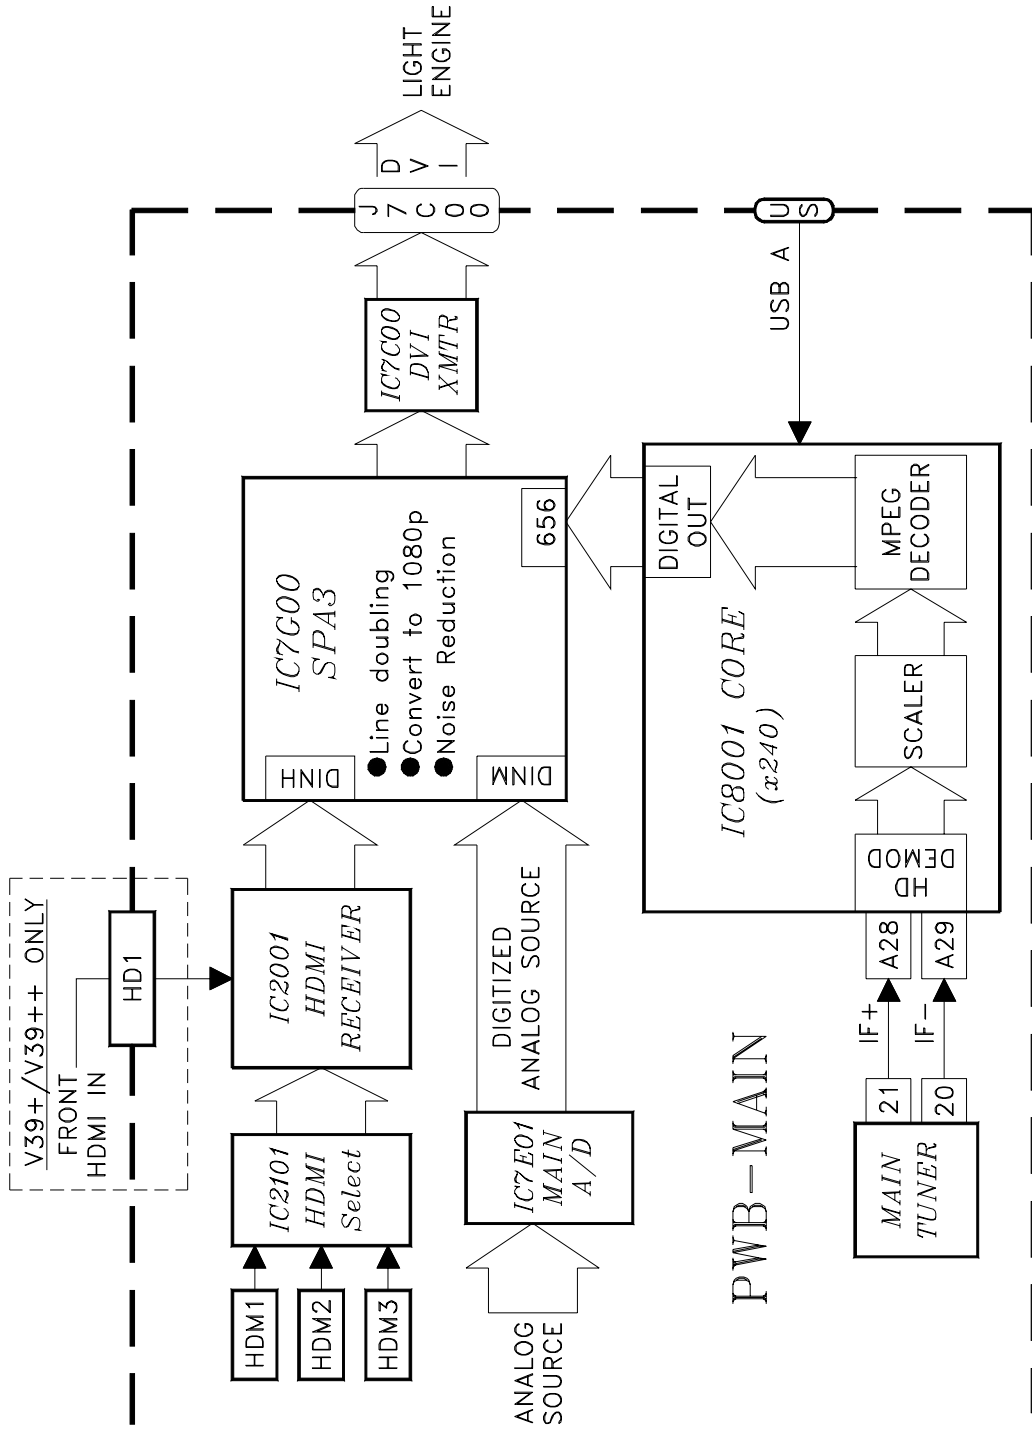 V39+/V39++ ONLY
FRONT
HDMI IN
HD1
HDM1
HDM2
HDM3
IC2101
HDMI
Select
IC2001
HDMI
RECEIVER
DINH
IC7G00
SPA3
Line doubling
Convert to 1080p
Noise Reduction
DINM
656
IC7C00
DVI
XMTR
J
7
C
0
0
D
V
I
LIGHT
ENGINE
ANALOG
SOURCE
IC7E01
MAIN
A/D
DIGITIZED
ANALOG SOURCE
DIGITAL
OUT
IC8001 CORE
(x240)
HD
DEMOD
SCALER
MPEG
DECODER
USB A
U
S
PWB-MAIN
MAIN
TUNER
21
20
IF+
IF-
A28
A29